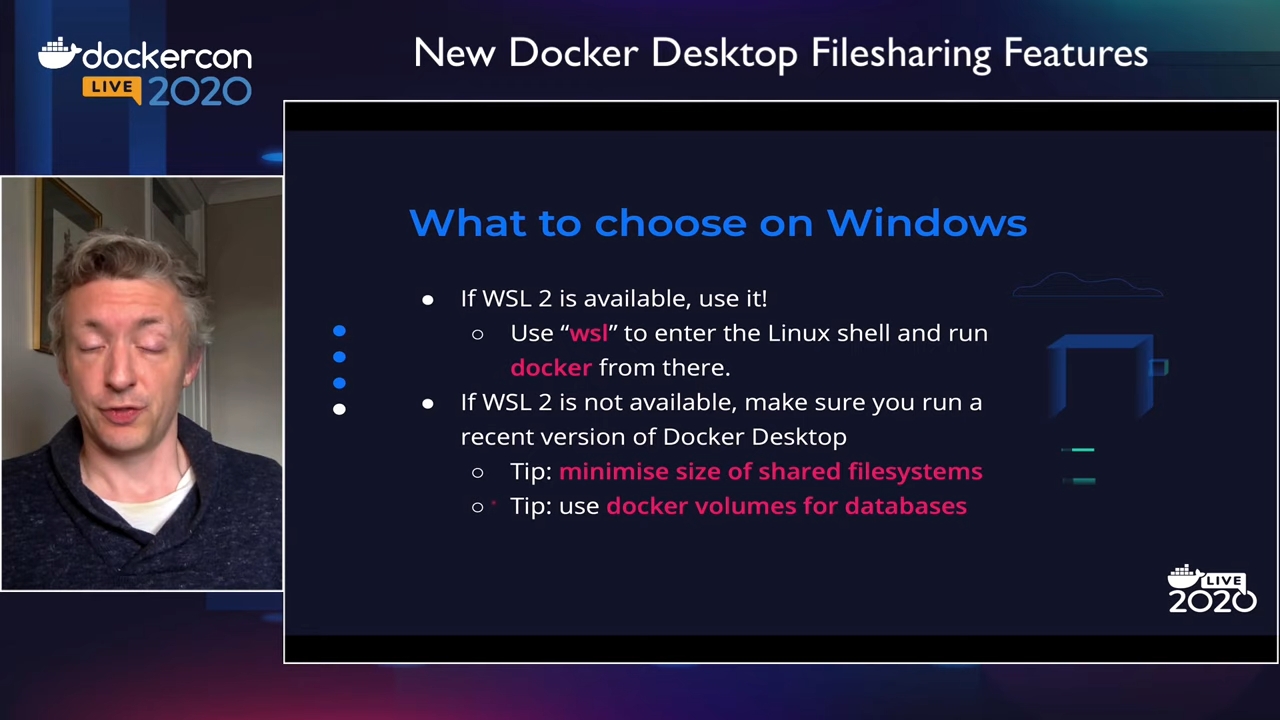 dockercon
LIVE 2020
New Docker Desktop Filesharing Features
What to choose on Windows
● If WSL 2 is available, use it!
○ Use “wsl” to enter the Linux shell and run
docker from there.
● If WSL 2 is not available, make sure you run a
recent version of Docker Desktop
○ Tip: minimise size of shared filesystems
○ Tip: use docker volumes for databases
LIVE
2020